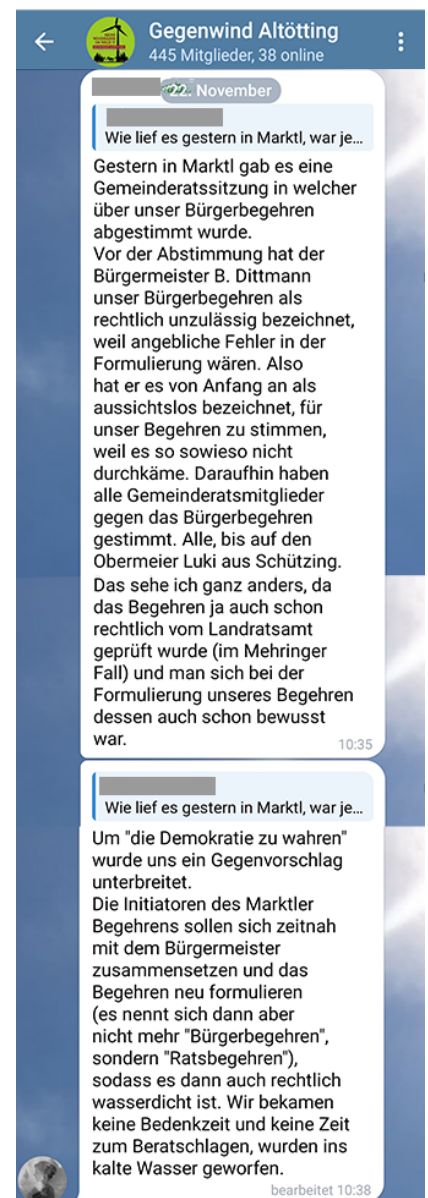 Gegenwind Altötting
445 Mitglieder, 38 online
22. November
Wie lief es gestern in Marktl, war je...
Gestern in Marktl gab es eine
Gemeinderatssitzung in welcher
über unser Bürgerbegehren
abgestimmt wurde.
Vor der Abstimmung hat der
Bürgermeister B. Dittmann
unser Bürgerbegehren als
rechtlich unzulässig bezeichnet,
weil angebliche Fehler in der
Formulierung wären. Also
hat er es von Anfang an als
aussichtslos bezeichnet, für
unser Begehren zu stimmen,
weil es so sowieso nicht
durchkäme. Daraufhin haben
alle Gemeinderatsmitglieder
gegen das Bürgerbegehren
gestimmt. Alle, bis auf den
Obermeier Luki aus Schützing.
Das sehe ich ganz anders, da
das Begehren ja auch schon
rechtlich vom Landratsamt
geprüft wurde (im Mehringer
Fall) und man sich bei der
Formulierung unseres Begehren
dessen auch schon bewusst
war.
10:35
Wie lief es gestern in Marktl, war je...
Um "die Demokratie zu wahren"
wurde uns ein Gegenvorschlag
unterbreitet.
Die Initiatoren des Marktler
Begehrens sollen sich zeitnah
mit dem Bürgermeister
zusammensetzen und das
Begehren neu formulieren
(es nennt sich dann aber
nicht mehr "Bürgerbegehren",
sondern "Ratsbegehren"),
sodass es dann auch rechtlich
wasserdicht ist. Wir bekamen
keine Bedenkzeit und keine Zeit
zum Beratschlagen, wurden ins
kalte Wasser geworfen.
bearbeitet 10:38